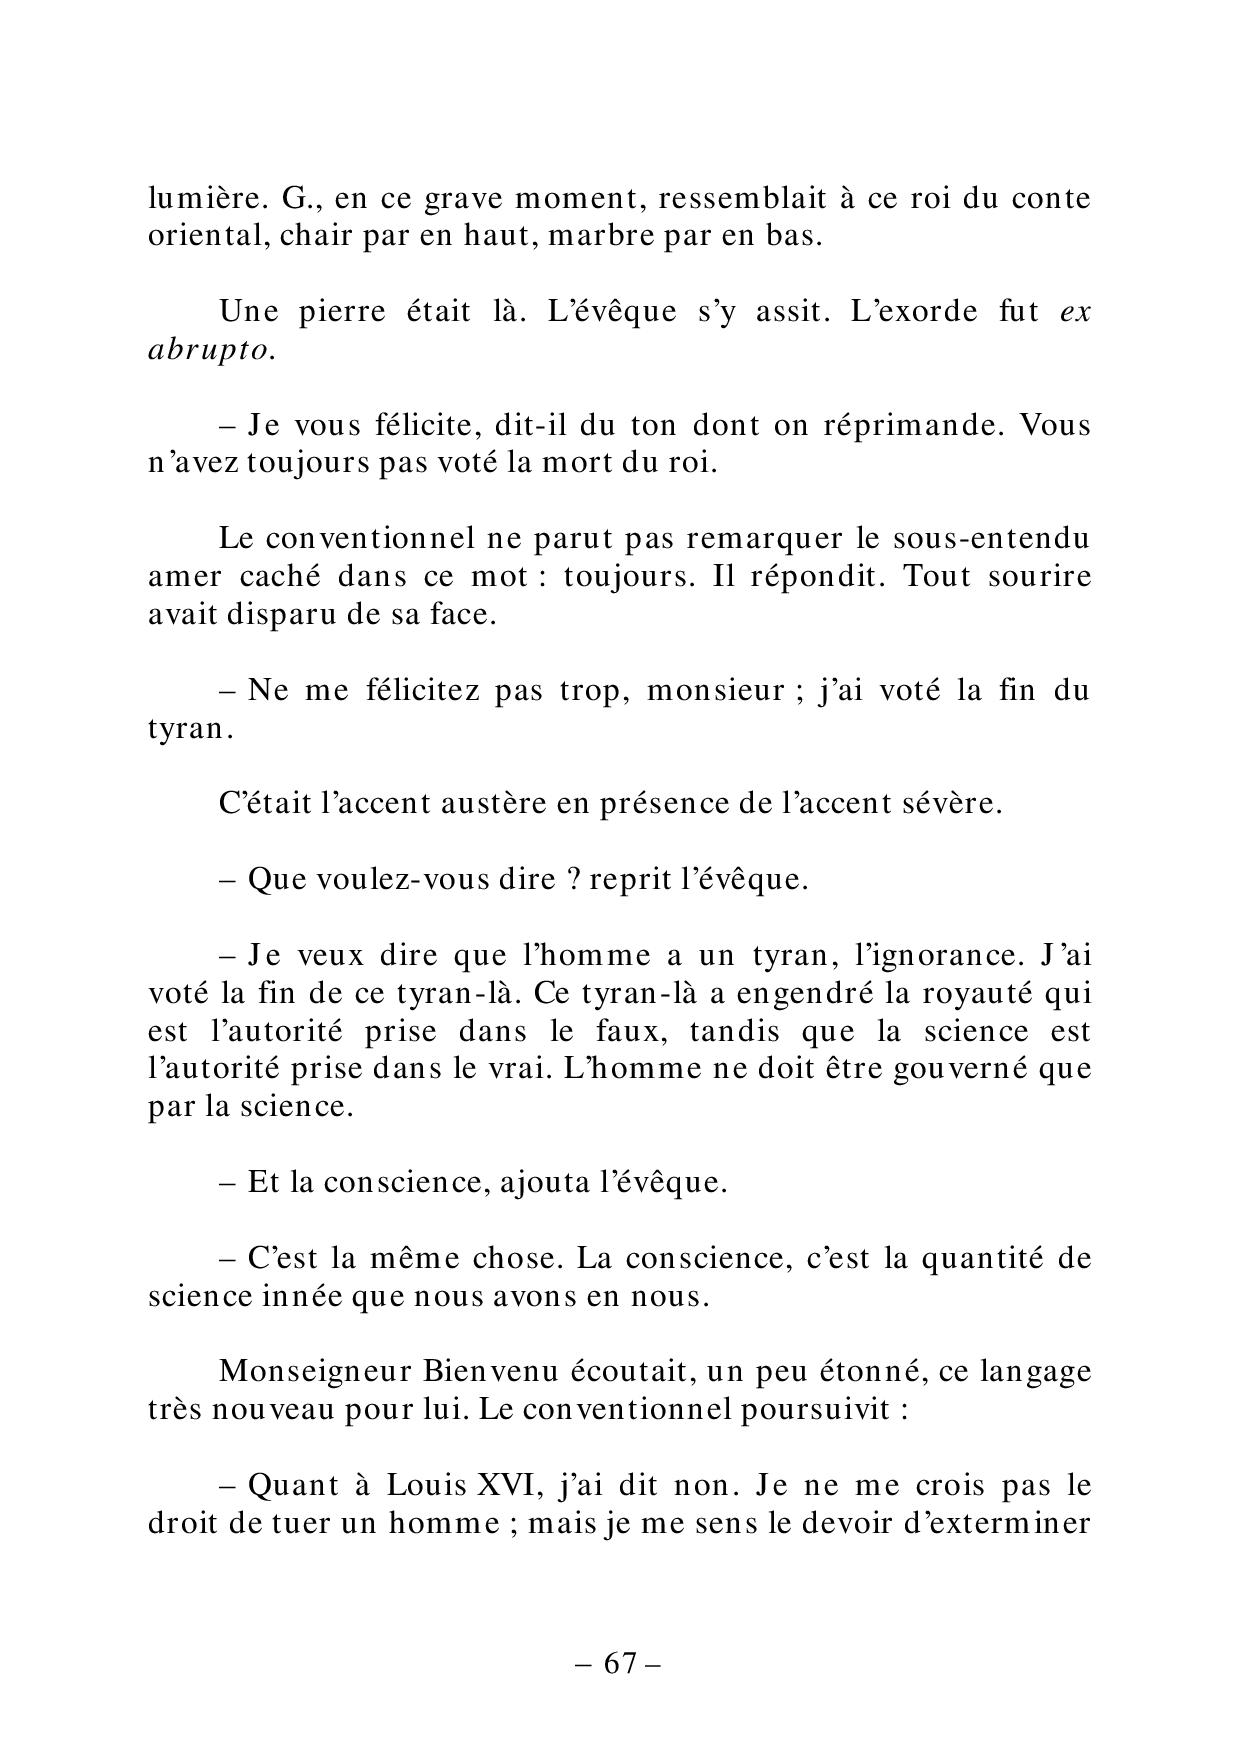 lumière. G., en ce grave moment, ressemblait à ce roi du conte
oriental, chair par en haut, marbre par en bas.
Une pierre était là. L’évêque s’y assit. L’exorde fut ex
abrupto.
– Je vous félicite, dit-il du ton dont on réprimande. Vous
n’avez toujours pas voté la mort du roi.
Le conventionnel ne parut pas remarquer le sous-entendu
amer caché dans ce mot : toujours. Il répondit. Tout sourire
avait disparu de sa face.
– Ne me félicitez pas trop, monsieur ; j’ai voté la fin du
tyran.
C’était l’accent austère en présence de l’accent sévère.
– Que voulez-vous dire ? reprit l’évêque.
– Je veux dire que l’homme a un tyran, l’ignorance. J’ai
voté la fin de ce tyran-là. Ce tyran-là a engendré la royauté qui
est l’autorité prise dans le faux, tandis que la science est
l’autorité prise dans le vrai. L’homme ne doit être gouverné que
par la science.
– Et la conscience, ajouta l’évêque.
– C’est la même chose. La conscience, c’est la quantité de
science innée que nous avons en nous.
Monseigneur Bienvenu écoutait, un peu étonné, ce langage
très nouveau pour lui. Le conventionnel poursuivit :
– Quant à Louis XVI, j’ai dit non. Je ne me crois pas le
droit de tuer un homme ; mais je me sens le devoir d’exterminer
– 67 –